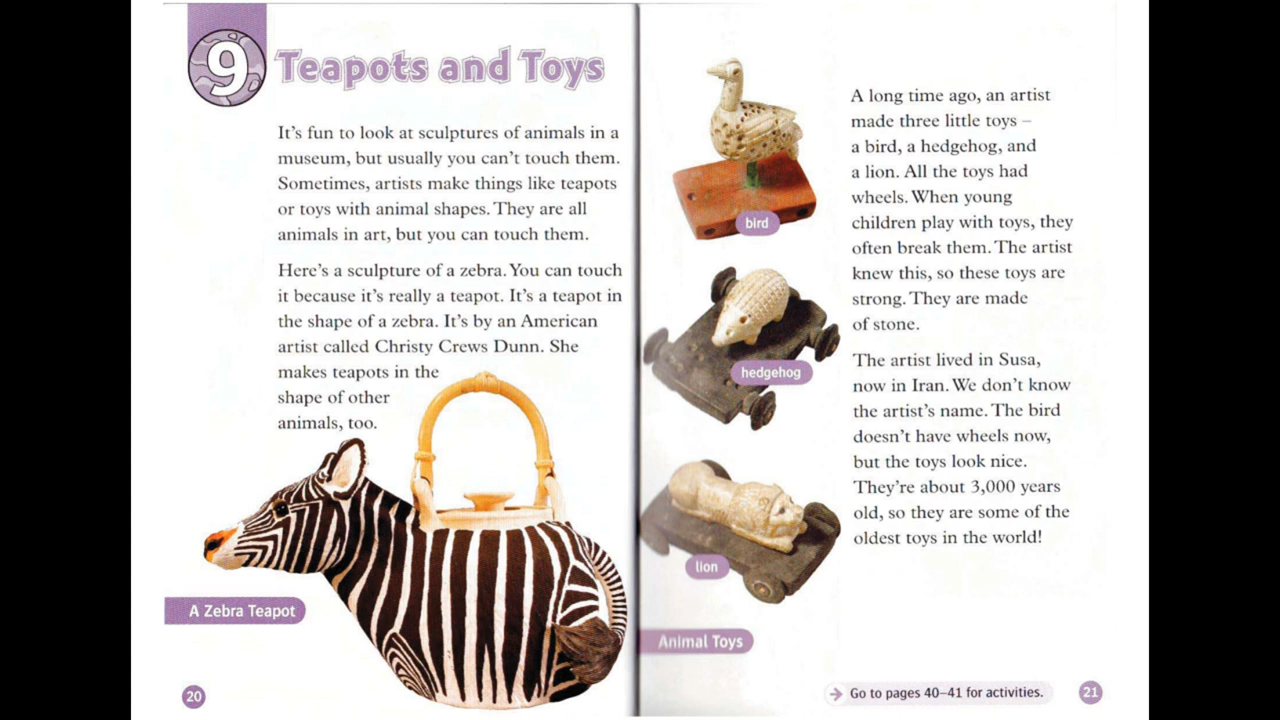 9 Teapots and Toys
It's fun to look at sculptures of animals in a
museum, but usually you can't touch them.
Sometimes, artists make things like teapots
or toys with animal shapes. They are all
animals in art, but you can touch them.
Here's a sculpture of a zebra. You can touch
it because it's really a teapot. It's a teapot in
the shape of a zebra. It's by an American
artist called Christy Crews Dunn. She
makes teapots in the
shape of other
animals, too.
A Zebra Teapot
20
bird
hedgehog
lion
Animal Toys
A long time ago, an artist
made three little toys –
a bird, a hedgehog, and
a lion. All the toys had
wheels. When young
children play with toys, they
often break them. The artist
knew this, so these toys are
strong. They are made
of stone.
The artist lived in Susa,
now in Iran. We don't know
the artist's name. The bird
doesn't have wheels now,
but the toys look nice.
They're about 3,000 years
old, so they are some of the
oldest toys in the world!
→ Go to pages 40–41 for activities.
21